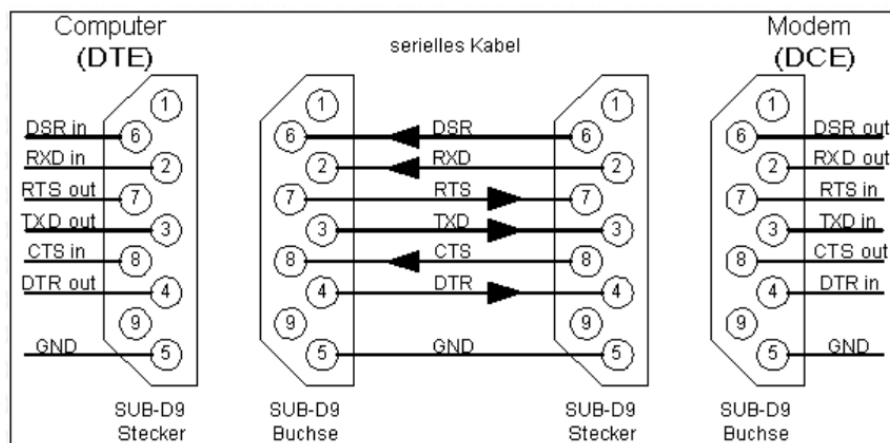 Computer
(DTE)
serielles Kabel
Modem
(DCE)
1
1
1
1
DSR in
6
6
DSR
6
6
DSR out
RXD in
2
2
RXD
2
2
RXD out
RTS out
7
7
RTS
7
7
RTS in
TXD out
3
3
TXD
3
3
TXD in
CTS in
8
8
CTS
8
8
CTS out
DTR out
4
4
DTR
4
4
DTR in
9
9
9
9
GND
5
5
GND
5
5
GND
SUB-D9
Stecker
SUB-D9
Buchse
SUB-D9
Stecker
SUB-D9
Buchse